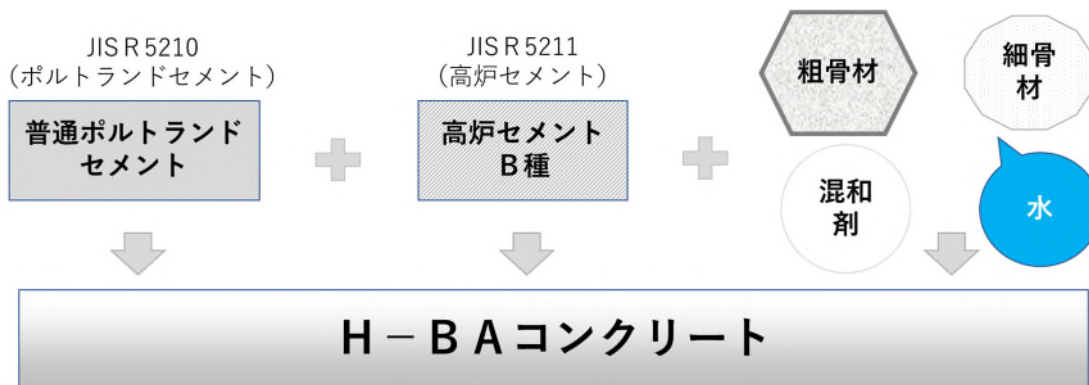 JIS R 5210
(ポルトランドセメント)
普通ポルトランド
セメント
JIS R 5211
(高炉セメント)
高炉セメント
B種
粗骨材
細骨
材
混和
剤
水
H-BAコンクリート